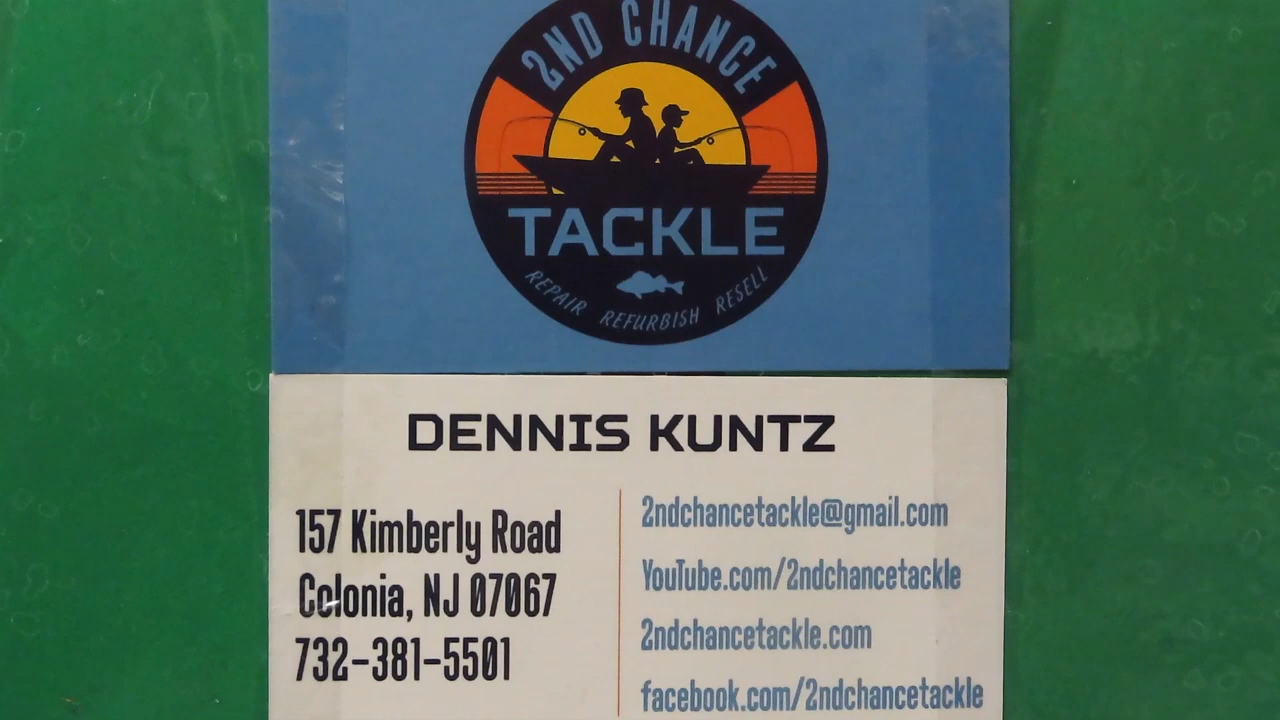 2ND CHANCE
TACKLE
REPAIR REFURBISH RESELL
DENNIS KUNTZ
157 Kimberly Road
Colonia, NJ 07067
732-381-5501
2ndchancetackle@gmail.com
YouTube.com/2ndchancetackle
2ndchancetackle.com
facebook.com/2ndchancetackle